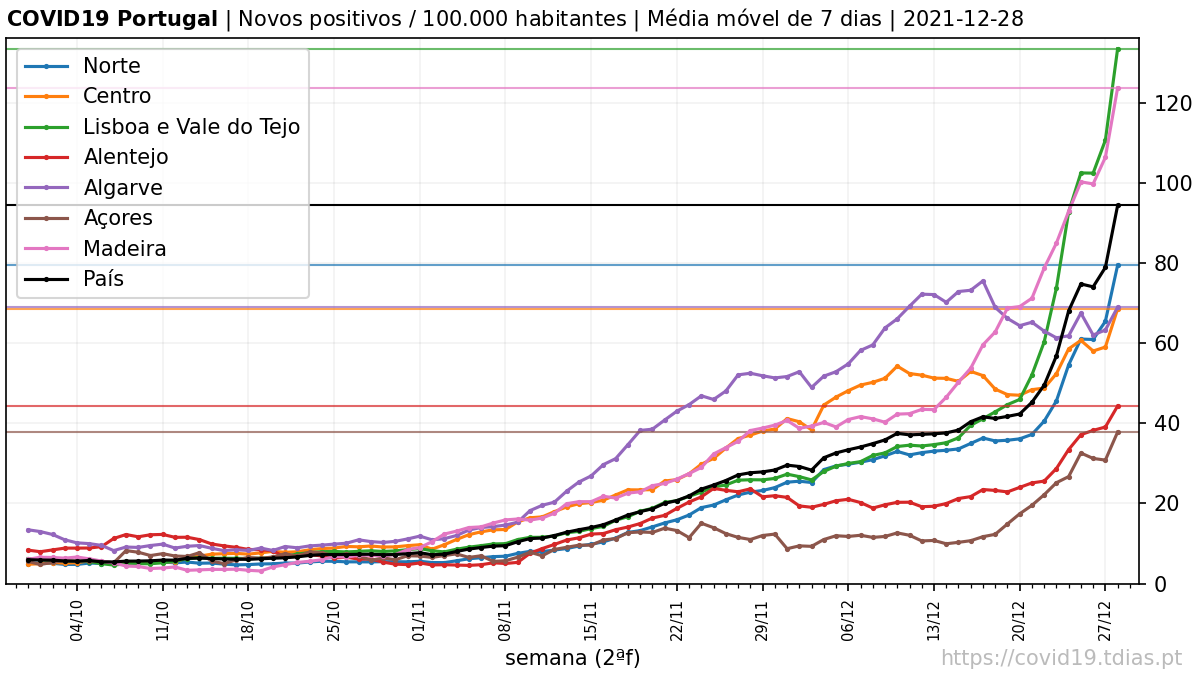 COVID19 Portugal | Novos positivos / 100.000 habitantes | Média móvel de 7 dias | 2021-12-28
Norte
Centro
Lisboa e Vale do Tejo
Alentejo
Algarve
Açores
Madeira
País
120
100
80
60
40
20
0
04/10
11/10
18/10
25/10
01/11
08/11
15/11
22/11
29/11
06/12
13/12
20/12
27/12
semana (2ªf)
https://covid19.tdias.pt